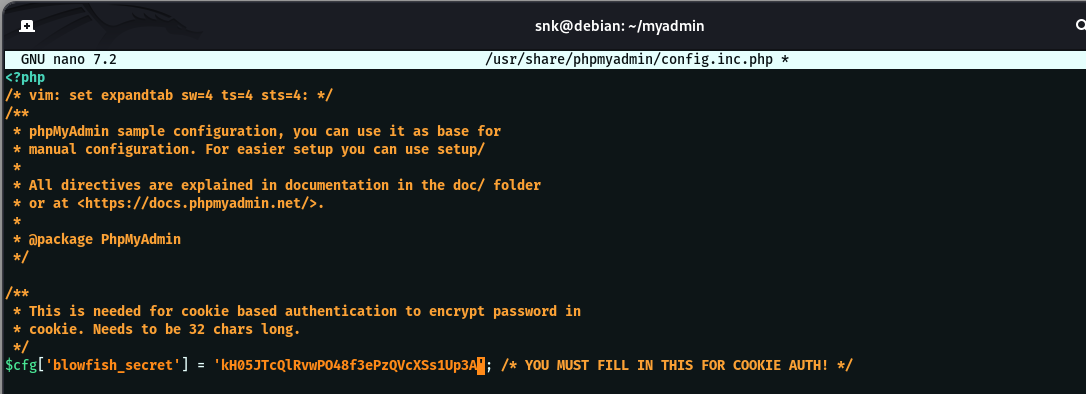 snk@debian: ~/myadmin
GNU nano 7.2 /usr/share/phpmyadmin/config.inc.php *
<?php
/* vim: set expandtab sw=4 ts=4 sts=4: */
/**
 * phpMyAdmin sample configuration, you can use it as base for
 * manual configuration. For easier setup you can use setup/
 *
 * All directives are explained in documentation in the doc/ folder
 * or at <https://docs.phpmyadmin.net/>.
 *
 * @package PhpMyAdmin
 */
/**
 * This is needed for cookie based authentication to encrypt password in
 * cookie. Needs to be 32 chars long.
 */
$cfg['blowfish_secret'] = 'kH05JTcQlRvwPO48f3ePzQVcXSs1Up3A'; /* YOU MUST FILL IN THIS FOR COOKIE AUTH! */